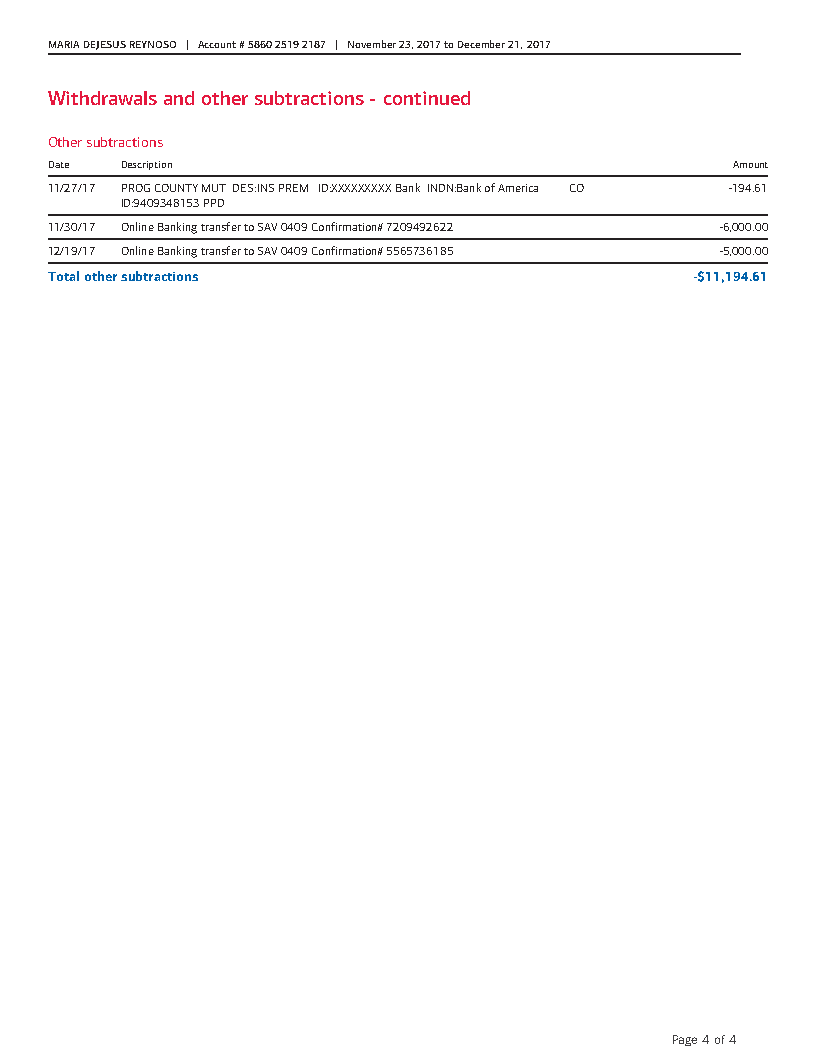 MARIA DEJESUS REYNOSO | Account # 5860 2519 2187 | November 23, 2017 to December 21, 2017
Withdrawals and other subtractions - continued
Other subtractions
Date Description Amount
11/27/17 PROG COUNTY MUT DES:INS PREM ID:XXXXXXXXX Bank INDN:Bank of America CO -194.61
ID:9409348153 PPD
11/30/17 Online Banking transfer to SAV 0409 Confirmation# 7209492622 -6,000.00
12/19/17 Online Banking transfer to SAV 0409 Confirmation# 5565736185 -5,000.00
Total other subtractions -$11,194.61
Page 4 of 4